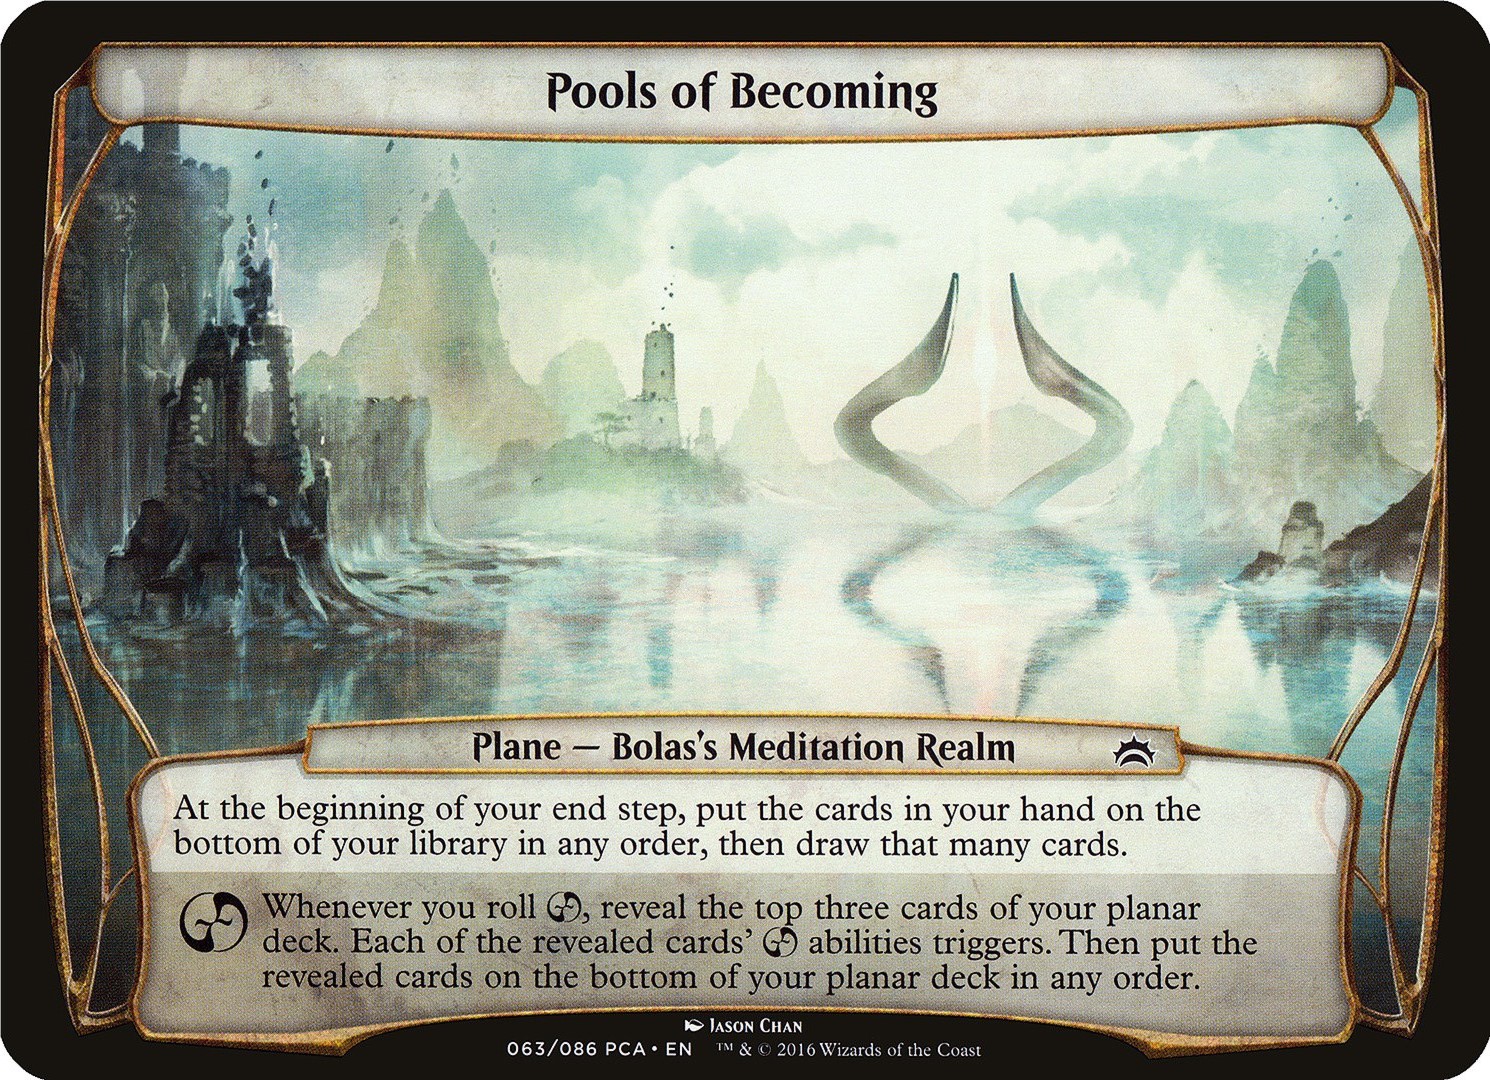 Pools of Becoming
Plane — Bolas's Meditation Realm
At the beginning of your end step, put the cards in your hand on the
bottom of your library in any order, then draw that many cards.
Whenever you roll , reveal the top three cards of your planar
deck. Each of the revealed cards' abilities triggers. Then put the
revealed cards on the bottom of your planar deck in any order.
Jason Chan
063/086 PCA • EN ™ & © 2016 Wizards of the Coast